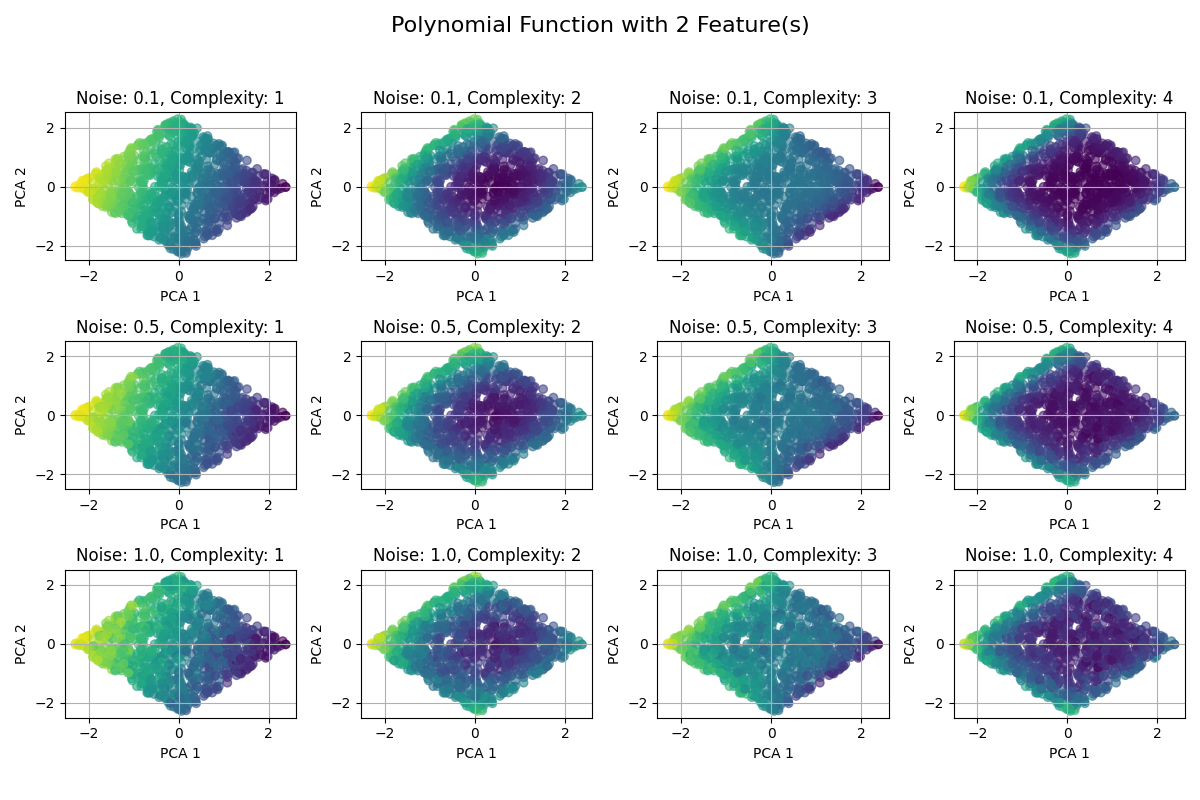 Polynomial Function with 2 Feature(s)
Noise: 0.1, Complexity: 1
2
0
−2
PCA 2
−2 0 2
PCA 1
Noise: 0.1, Complexity: 2
2
0
−2
PCA 2
−2 0 2
PCA 1
Noise: 0.1, Complexity: 3
2
0
−2
PCA 2
−2 0 2
PCA 1
Noise: 0.1, Complexity: 4
2
0
−2
PCA 2
−2 0 2
PCA 1
Noise: 0.5, Complexity: 1
2
0
−2
PCA 2
−2 0 2
PCA 1
Noise: 0.5, Complexity: 2
2
0
−2
PCA 2
−2 0 2
PCA 1
Noise: 0.5, Complexity: 3
2
0
−2
PCA 2
−2 0 2
PCA 1
Noise: 0.5, Complexity: 4
2
0
−2
PCA 2
−2 0 2
PCA 1
Noise: 1.0, Complexity: 1
2
0
−2
PCA 2
−2 0 2
PCA 1
Noise: 1.0, Complexity: 2
2
0
−2
PCA 2
−2 0 2
PCA 1
Noise: 1.0, Complexity: 3
2
0
−2
PCA 2
−2 0 2
PCA 1
Noise: 1.0, Complexity: 4
2
0
−2
PCA 2
−2 0 2
PCA 1